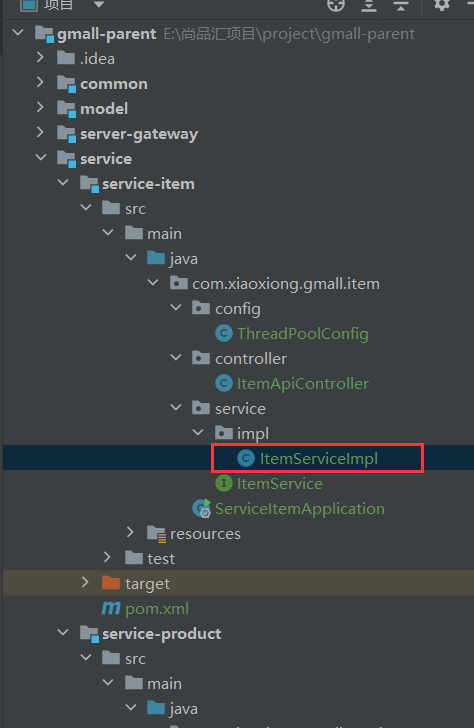 项目
gmall-parent E:\尚品汇项目\project\gmall-parent
.idea
common
model
server-gateway
service
service-item
src
main
java
com.xiaoxiong.gmall.item
config
ThreadPoolConfig
controller
ItemApiController
service
impl
ItemServiceImpl
ItemService
ServiceItemApplication
resources
test
target
pom.xml
service-product
src
main
java